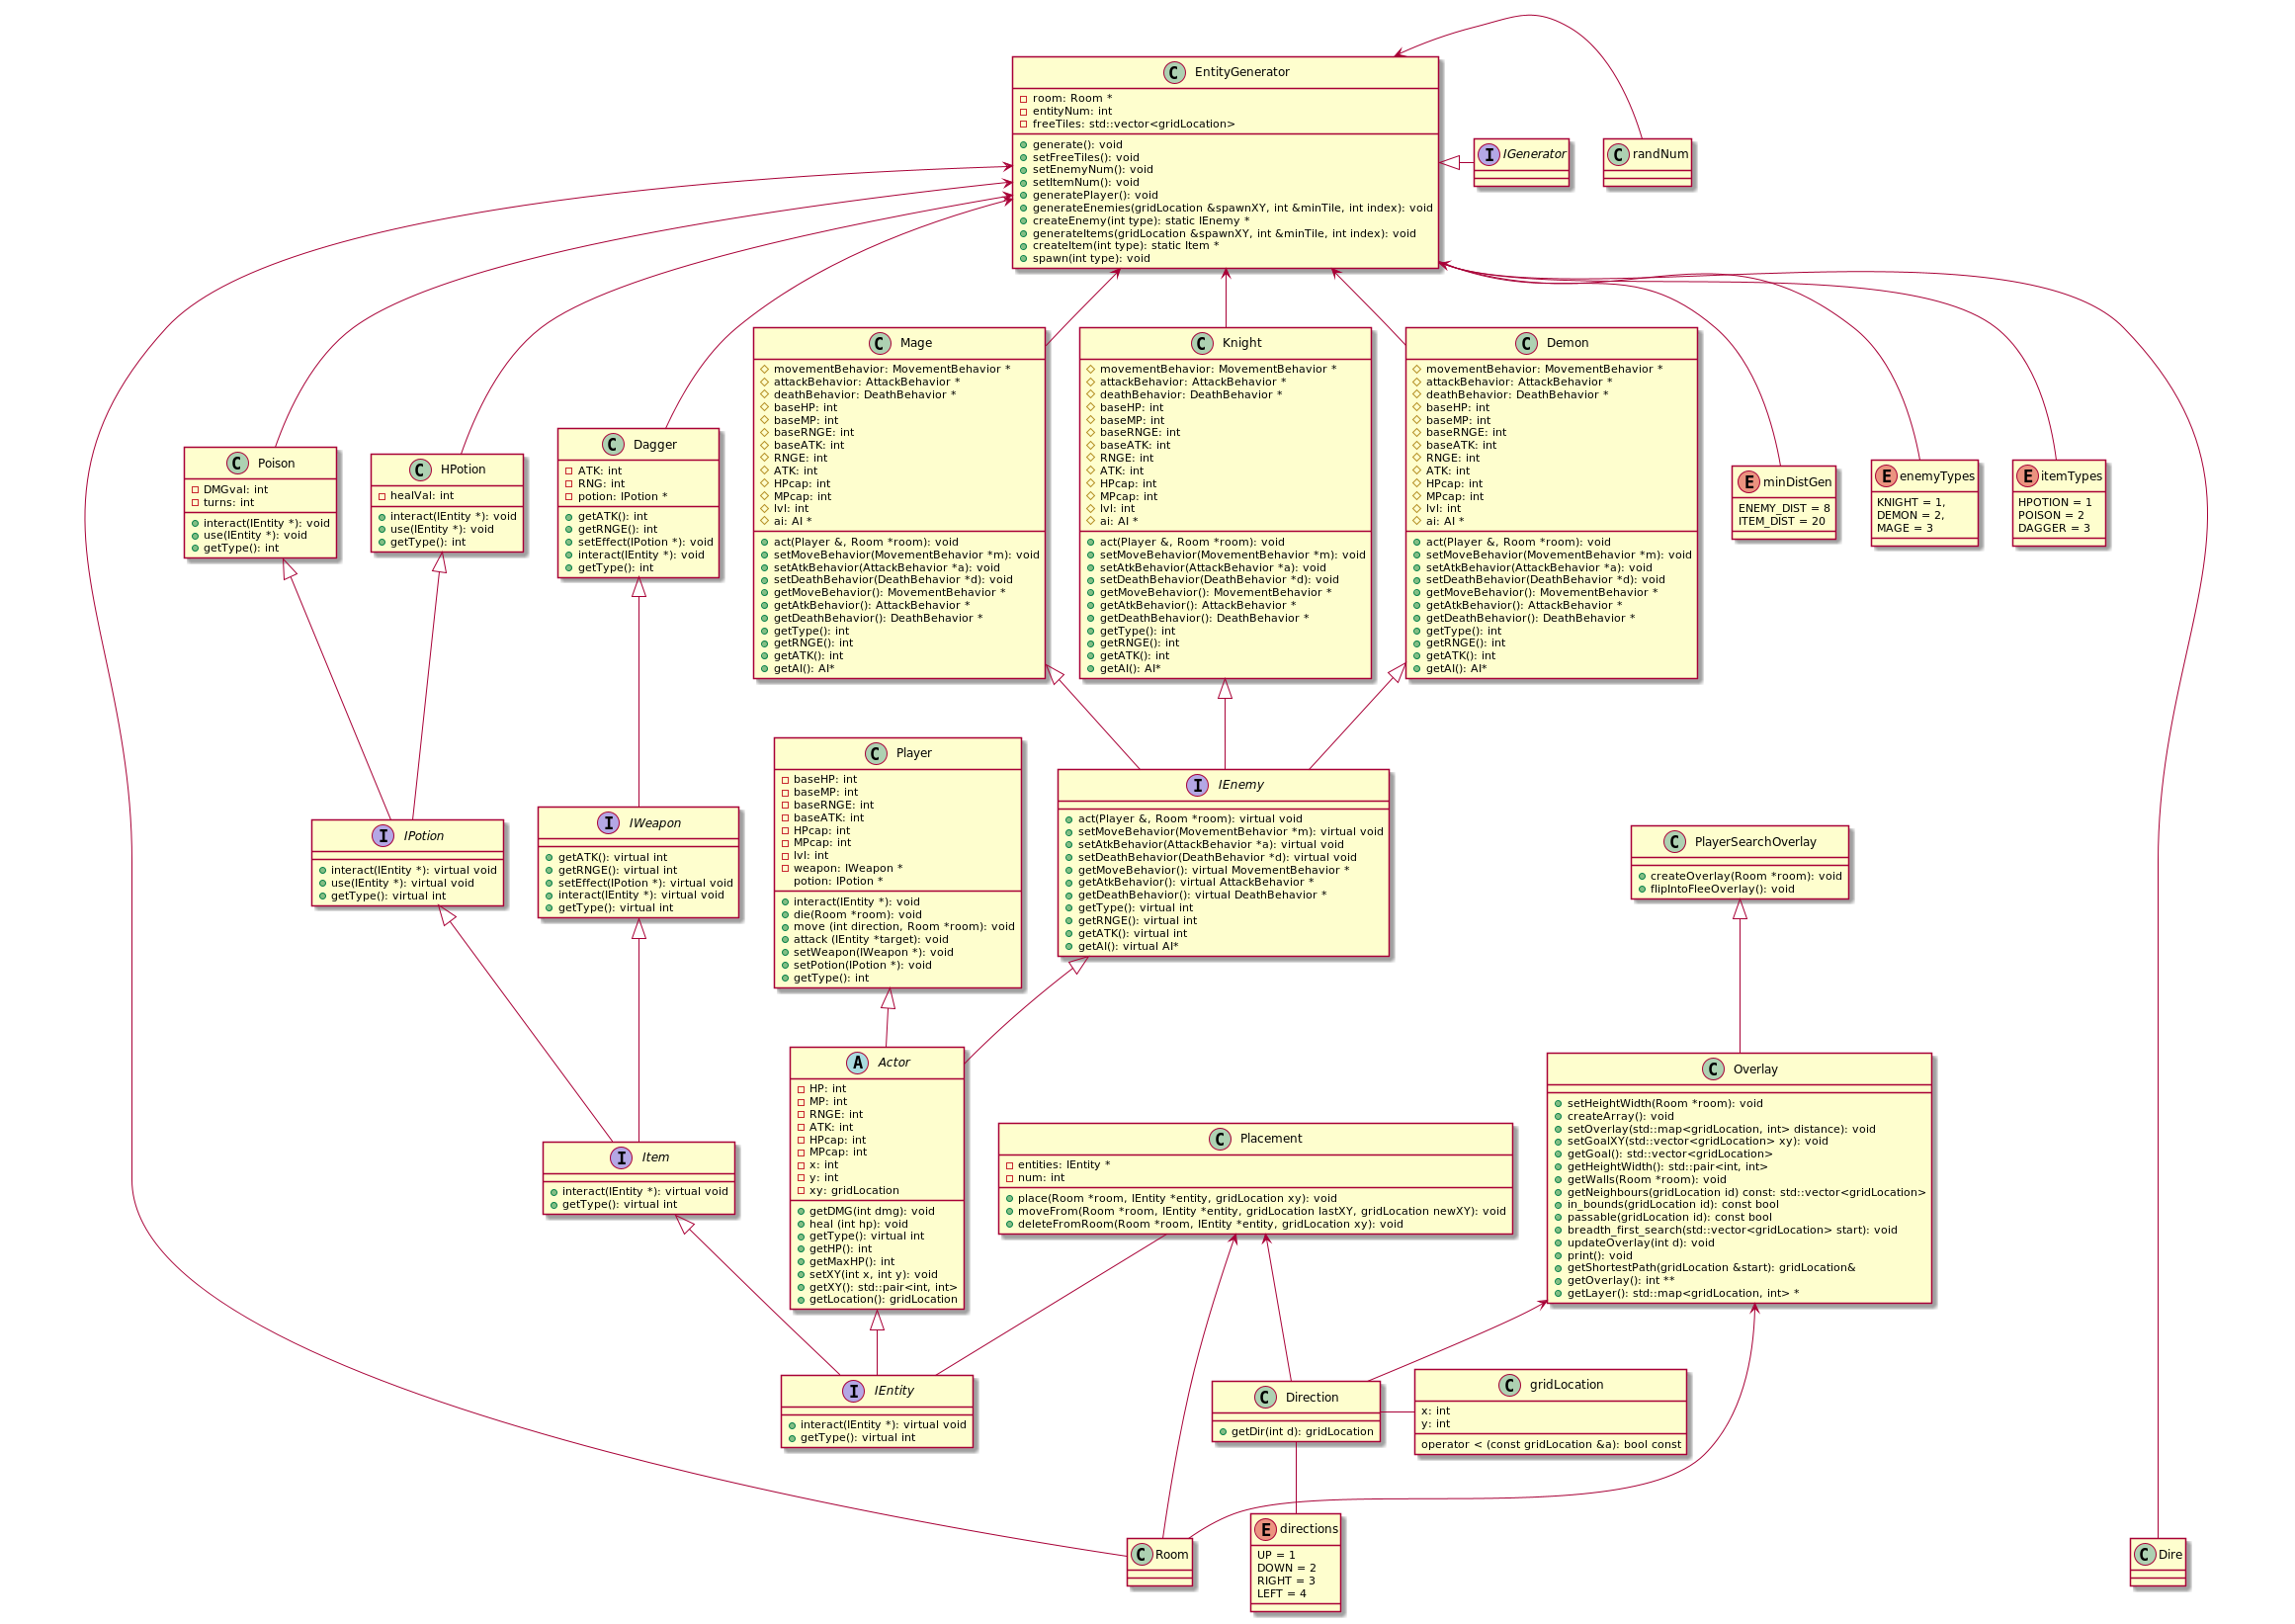 C EntityGenerator
room: Room *
entityNum: int
freeTiles: std::vector<gridLocation>
generate(): void
setFreeTiles(): void
setEnemyNum(): void
setItemNum(): void
generatePlayer(): void
generateEnemies(gridLocation &spawnXY, int &minTile, int index): void
createEnemy(int type): static IEnemy *
generateItems(gridLocation &spawnXY, int &minTile, int index): void
createItem(int type): static Item *
spawn(int type): void
I IGenerator
C randNum
C Mage
movementBehavior: MovementBehavior *
attackBehavior: AttackBehavior *
deathBehavior: DeathBehavior *
baseHP: int
baseMP: int
baseRNGE: int
baseATK: int
RNGE: int
ATK: int
HPcap: int
MPcap: int
lvl: int
ai: AI *
act(Player &, Room *room): void
setMoveBehavior(MovementBehavior *m): void
setAtkBehavior(AttackBehavior *a): void
setDeathBehavior(DeathBehavior *d): void
getMoveBehavior(): MovementBehavior *
getAtkBehavior(): AttackBehavior *
getDeathBehavior(): DeathBehavior *
getType(): int
getRNGE(): int
getATK(): int
getAI(): AI*
C Knight
movementBehavior: MovementBehavior *
attackBehavior: AttackBehavior *
deathBehavior: DeathBehavior *
baseHP: int
baseMP: int
baseRNGE: int
baseATK: int
RNGE: int
ATK: int
HPcap: int
MPcap: int
lvl: int
ai: AI *
act(Player &, Room *room): void
setMoveBehavior(MovementBehavior *m): void
setAtkBehavior(AttackBehavior *a): void
setDeathBehavior(DeathBehavior *d): void
getMoveBehavior(): MovementBehavior *
getAtkBehavior(): AttackBehavior *
getDeathBehavior(): DeathBehavior *
getType(): int
getRNGE(): int
getATK(): int
getAI(): AI*
C Demon
movementBehavior: MovementBehavior *
attackBehavior: AttackBehavior *
deathBehavior: DeathBehavior *
baseHP: int
baseMP: int
baseRNGE: int
baseATK: int
RNGE: int
ATK: int
HPcap: int
MPcap: int
lvl: int
ai: AI *
act(Player &, Room *room): void
setMoveBehavior(MovementBehavior *m): void
setAtkBehavior(AttackBehavior *a): void
setDeathBehavior(DeathBehavior *d): void
getMoveBehavior(): MovementBehavior *
getAtkBehavior(): AttackBehavior *
getDeathBehavior(): DeathBehavior *
getType(): int
getRNGE(): int
getATK(): int
getAI(): AI*
C Poison
DMGval: int
turns: int
interact(IEntity *): void
use(IEntity *): void
getType(): int
C HPotion
healVal: int
interact(IEntity *): void
use(IEntity *): void
getType(): int
C Dagger
ATK: int
RNG: int
potion: IPotion *
getATK(): int
getRNGE(): int
setEffect(IPotion *): void
interact(IEntity *): void
getType(): int
E minDistGen
ENEMY_DIST = 8
ITEM_DIST = 20
E enemyTypes
KNIGHT = 1,
DEMON = 2,
MAGE = 3
E itemTypes
HPOTION = 1
POISON = 2
DAGGER = 3
C Player
baseHP: int
baseMP: int
baseRNGE: int
baseATK: int
HPcap: int
MPcap: int
lvl: int
weapon: IWeapon *
potion: IPotion *
interact(IEntity *): void
die(Room *room): void
move (int direction, Room *room): void
attack (IEntity *target): void
setWeapon(IWeapon *): void
setPotion(IPotion *): void
getType(): int
I IEnemy
act(Player &, Room *room): virtual void
setMoveBehavior(MovementBehavior *m): virtual void
setAtkBehavior(AttackBehavior *a): virtual void
setDeathBehavior(DeathBehavior *d): virtual void
getMoveBehavior(): virtual MovementBehavior *
getAtkBehavior(): virtual AttackBehavior *
getDeathBehavior(): virtual DeathBehavior *
getType(): virtual int
getRNGE(): virtual int
getATK(): virtual int
getAI(): virtual AI*
I IPotion
interact(IEntity *): virtual void
use(IEntity *): virtual void
getType(): virtual int
I IWeapon
getATK(): virtual int
getRNGE(): virtual int
setEffect(IPotion *): virtual void
interact(IEntity *): virtual void
getType(): virtual int
C PlayerSearchOverlay
createOverlay(Room *room): void
flipIntoFleeOverlay(): void
A Actor
HP: int
MP: int
RNGE: int
ATK: int
HPcap: int
MPcap: int
x: int
y: int
xy: gridLocation
getDMG(int dmg): void
heal (int hp): void
getType(): virtual int
getHP(): int
getMaxHP(): int
setXY(int x, int y): void
getXY(): std::pair<int, int>
getLocation(): gridLocation
C Overlay
setHeightWidth(Room *room): void
createArray(): void
setOverlay(std::map<gridLocation, int> distance): void
setGoalXY(std::vector<gridLocation> xy): void
getGoal(): std::vector<gridLocation>
getHeightWidth(): std::pair<int, int>
getWalls(Room *room): void
getNeighbours(gridLocation id) const: std::vector<gridLocation>
in_bounds(gridLocation id): const bool
passable(gridLocation id): const bool
breadth_first_search(std::vector<gridLocation> start): void
updateOverlay(int d): void
print(): void
getShortestPath(gridLocation &start): gridLocation&
getOverlay(): int **
getLayer(): std::map<gridLocation, int> *
I Item
interact(IEntity *): virtual void
getType(): virtual int
C Placement
entities: IEntity *
num: int
place(Room *room, IEntity *entity, gridLocation xy): void
moveFrom(Room *room, IEntity *entity, gridLocation lastXY, gridLocation newXY): void
deleteFromRoom(Room *room, IEntity *entity, gridLocation xy): void
I IEntity
interact(IEntity *): virtual void
getType(): virtual int
C Direction
getDir(int d): gridLocation
C gridLocation
x: int
y: int
operator < (const gridLocation &a): bool const
C Room
E directions
UP = 1
DOWN = 2
RIGHT = 3
LEFT = 4
C Dire